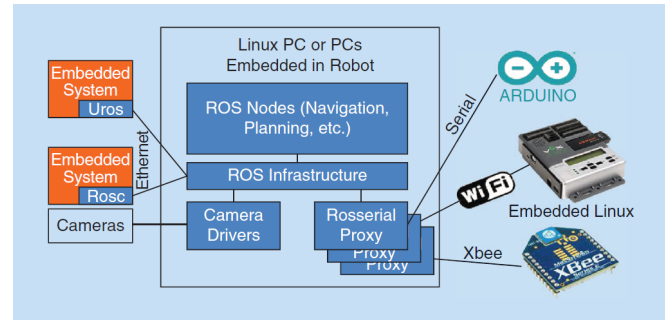 Linux PC or PCs
Embedded in Robot
Embedded
System
Uros
ROS Nodes (Navigation,
Planning, etc.)
Ethernet
Serial
ARDUINO
Embedded
System
Rosc
ROS Infrastructure
WiFi
Embedded Linux
Cameras
Camera
Drivers
Rosserial
Proxy
Proxy
Proxy
Xbee
XBee